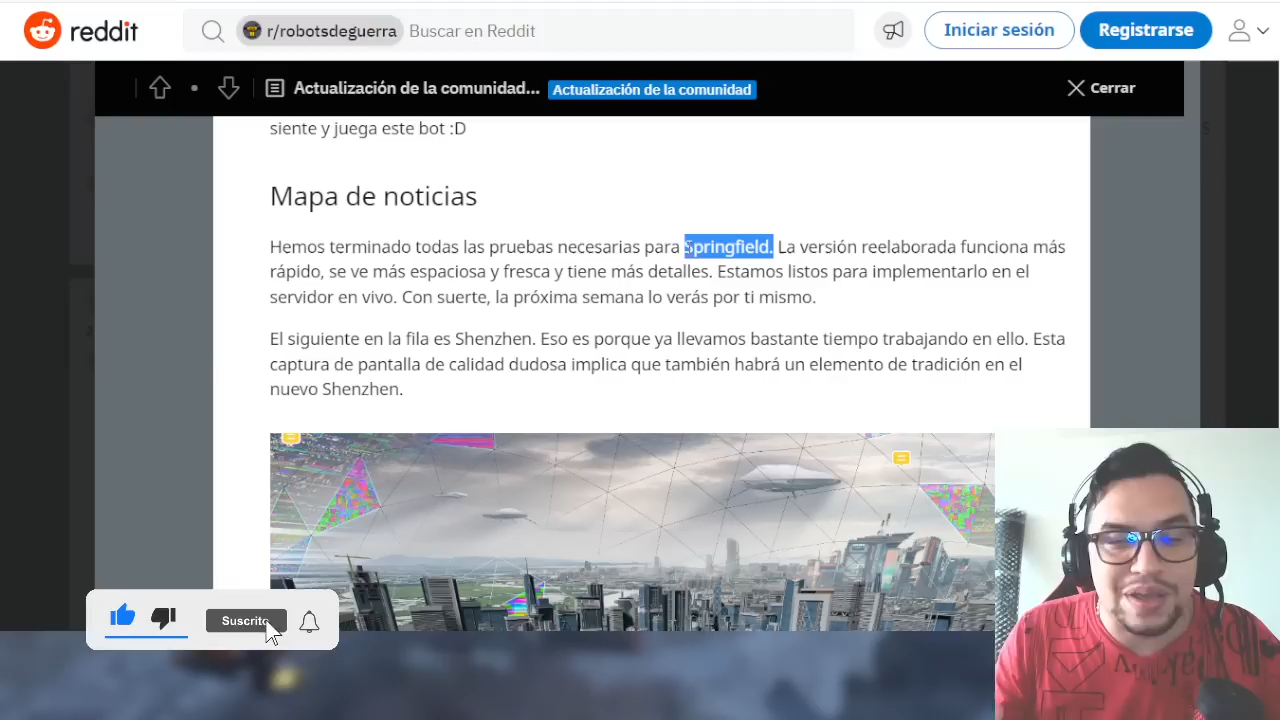 reddit
r/robotsdeguerra
Buscar en Reddit
Iniciar sesión
Registrarse
Actualización de la comunidad...
Actualización de la comunidad
Cerrar
siente y juega este bot :D
Mapa de noticias
Hemos terminado todas las pruebas necesarias para Springfield. La versión reelaborada funciona más
rápido, se ve más espaciosa y fresca y tiene más detalles. Estamos listos para implementarlo en el
servidor en vivo. Con suerte, la próxima semana lo verás por ti mismo.
El siguiente en la fila es Shenzhen. Eso es porque ya llevamos bastante tiempo trabajando en ello. Esta
captura de pantalla de calidad dudosa implica que también habrá un elemento de tradición en el
nuevo Shenzhen.
Suscrito